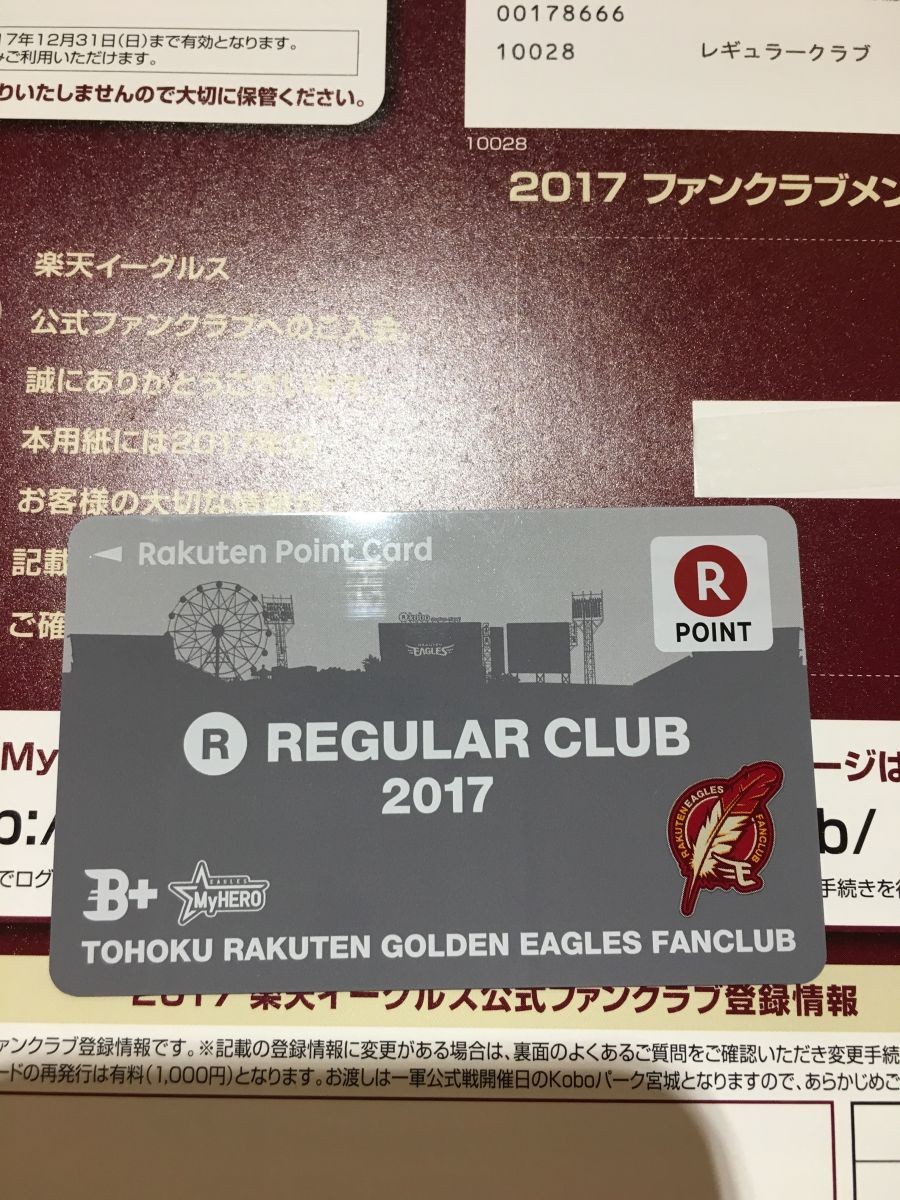 00178666
17年12月31日(日)まで有効となります。
10028 レギュラークラブ
ご利用いただけます。
りいたしませんので大切に保管ください。
10028
2017 ファンクラブメン
楽天イーグルス
公式ファンクラブへのご入会、
誠にありがとうございます。
本用紙には2017年の
お客様の大切な情報が
記載
ご確
Rakuten Point Card
R
POINT
Rkobo
RAKUTEN
EAGLES
R REGULAR CLUB
2017
My
ージは
p:/
b/
でログ
手続きを行
RAKUTEN EAGLES FANCLUB
B+
EAGLES
MyHERO
TOHOKU RAKUTEN GOLDEN EAGLES FANCLUB
2017 楽天イーグルス公式ファンクラブ登録情報
ァンクラブ登録情報です。※記載の登録情報に変更がある場合は、裏面のよくあるご質問をご確認いただき変更手続
ードの再発行は有料(1,000円)となります。お渡しは一軍公式戦開催日のKoboパーク宮城となりますので、あらかじめご